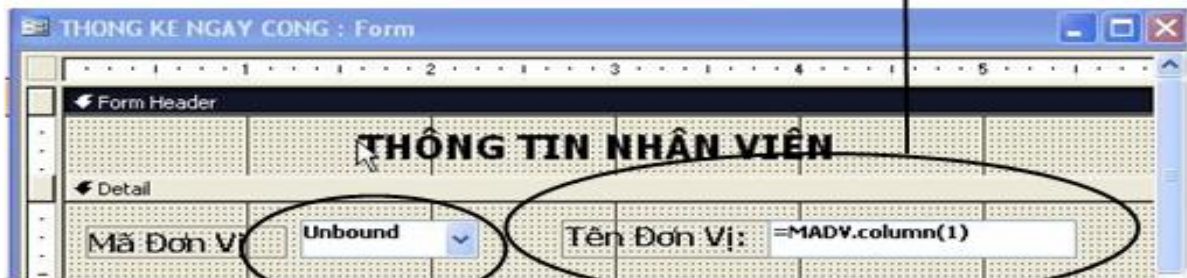 THONG KE NGAY CONG : Form
1 2 3 4 5
Form Header
THÔNG TIN NHÂN VIÊN
Detail
Mã Đơn Vị Unbound Tên Đơn Vị: =MADV.column(1)